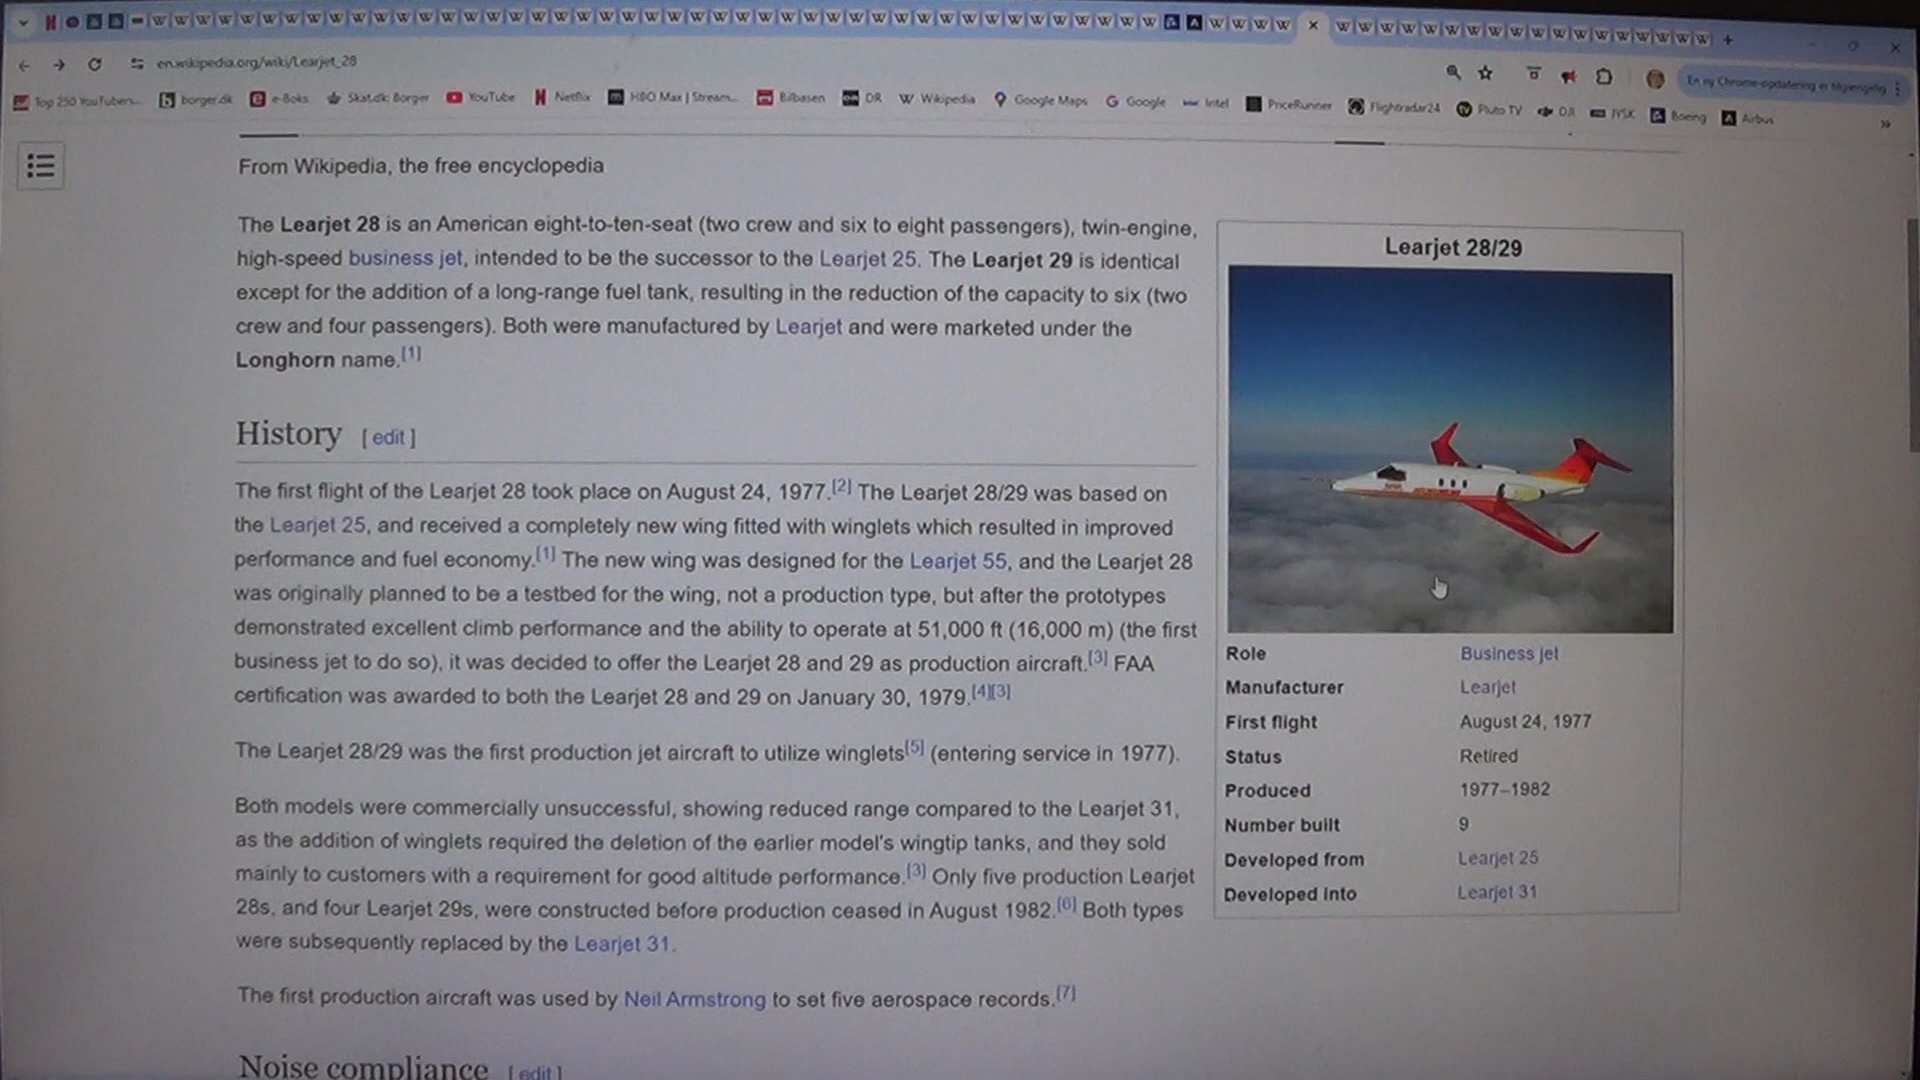 en.wikipedia.org/wiki/Learjet_28
En ny Chrome-opdatering er tilgængelig
Top 250 YouTubers...
borger.dk
e-Boks
Skat.dk: Borger
YouTube
Netflix
HBO Max | Stream...
Bilbasen
DR
Wikipedia
Google Maps
Google
Intel
PriceRunner
Flightradar24
Pluto TV
DJI
JYSK
Boeing
Airbus
From Wikipedia, the free encyclopedia
The Learjet 28 is an American eight-to-ten-seat (two crew and six to eight passengers), twin-engine,
high-speed business jet, intended to be the successor to the Learjet 25. The Learjet 29 is identical
except for the addition of a long-range fuel tank, resulting in the reduction of the capacity to six (two
crew and four passengers). Both were manufactured by Learjet and were marketed under the
Longhorn name.[1]
History [ edit ]
The first flight of the Learjet 28 took place on August 24, 1977.[2] The Learjet 28/29 was based on
the Learjet 25, and received a completely new wing fitted with winglets which resulted in improved
performance and fuel economy.[1] The new wing was designed for the Learjet 55, and the Learjet 28
was originally planned to be a testbed for the wing, not a production type, but after the prototypes
demonstrated excellent climb performance and the ability to operate at 51,000 ft (16,000 m) (the first
business jet to do so), it was decided to offer the Learjet 28 and 29 as production aircraft.[3] FAA
certification was awarded to both the Learjet 28 and 29 on January 30, 1979.[4][3]
The Learjet 28/29 was the first production jet aircraft to utilize winglets[5] (entering service in 1977).
Both models were commercially unsuccessful, showing reduced range compared to the Learjet 31,
as the addition of winglets required the deletion of the earlier model's wingtip tanks, and they sold
mainly to customers with a requirement for good altitude performance.[3] Only five production Learjet
28s, and four Learjet 29s, were constructed before production ceased in August 1982.[6] Both types
were subsequently replaced by the Learjet 31.
The first production aircraft was used by Neil Armstrong to set five aerospace records.[7]
Noise compliance [ edit ]
Learjet 28/29
Role Business jet
Manufacturer Learjet
First flight August 24, 1977
Status Retired
Produced 1977–1982
Number built 9
Developed from Learjet 25
Developed into Learjet 31